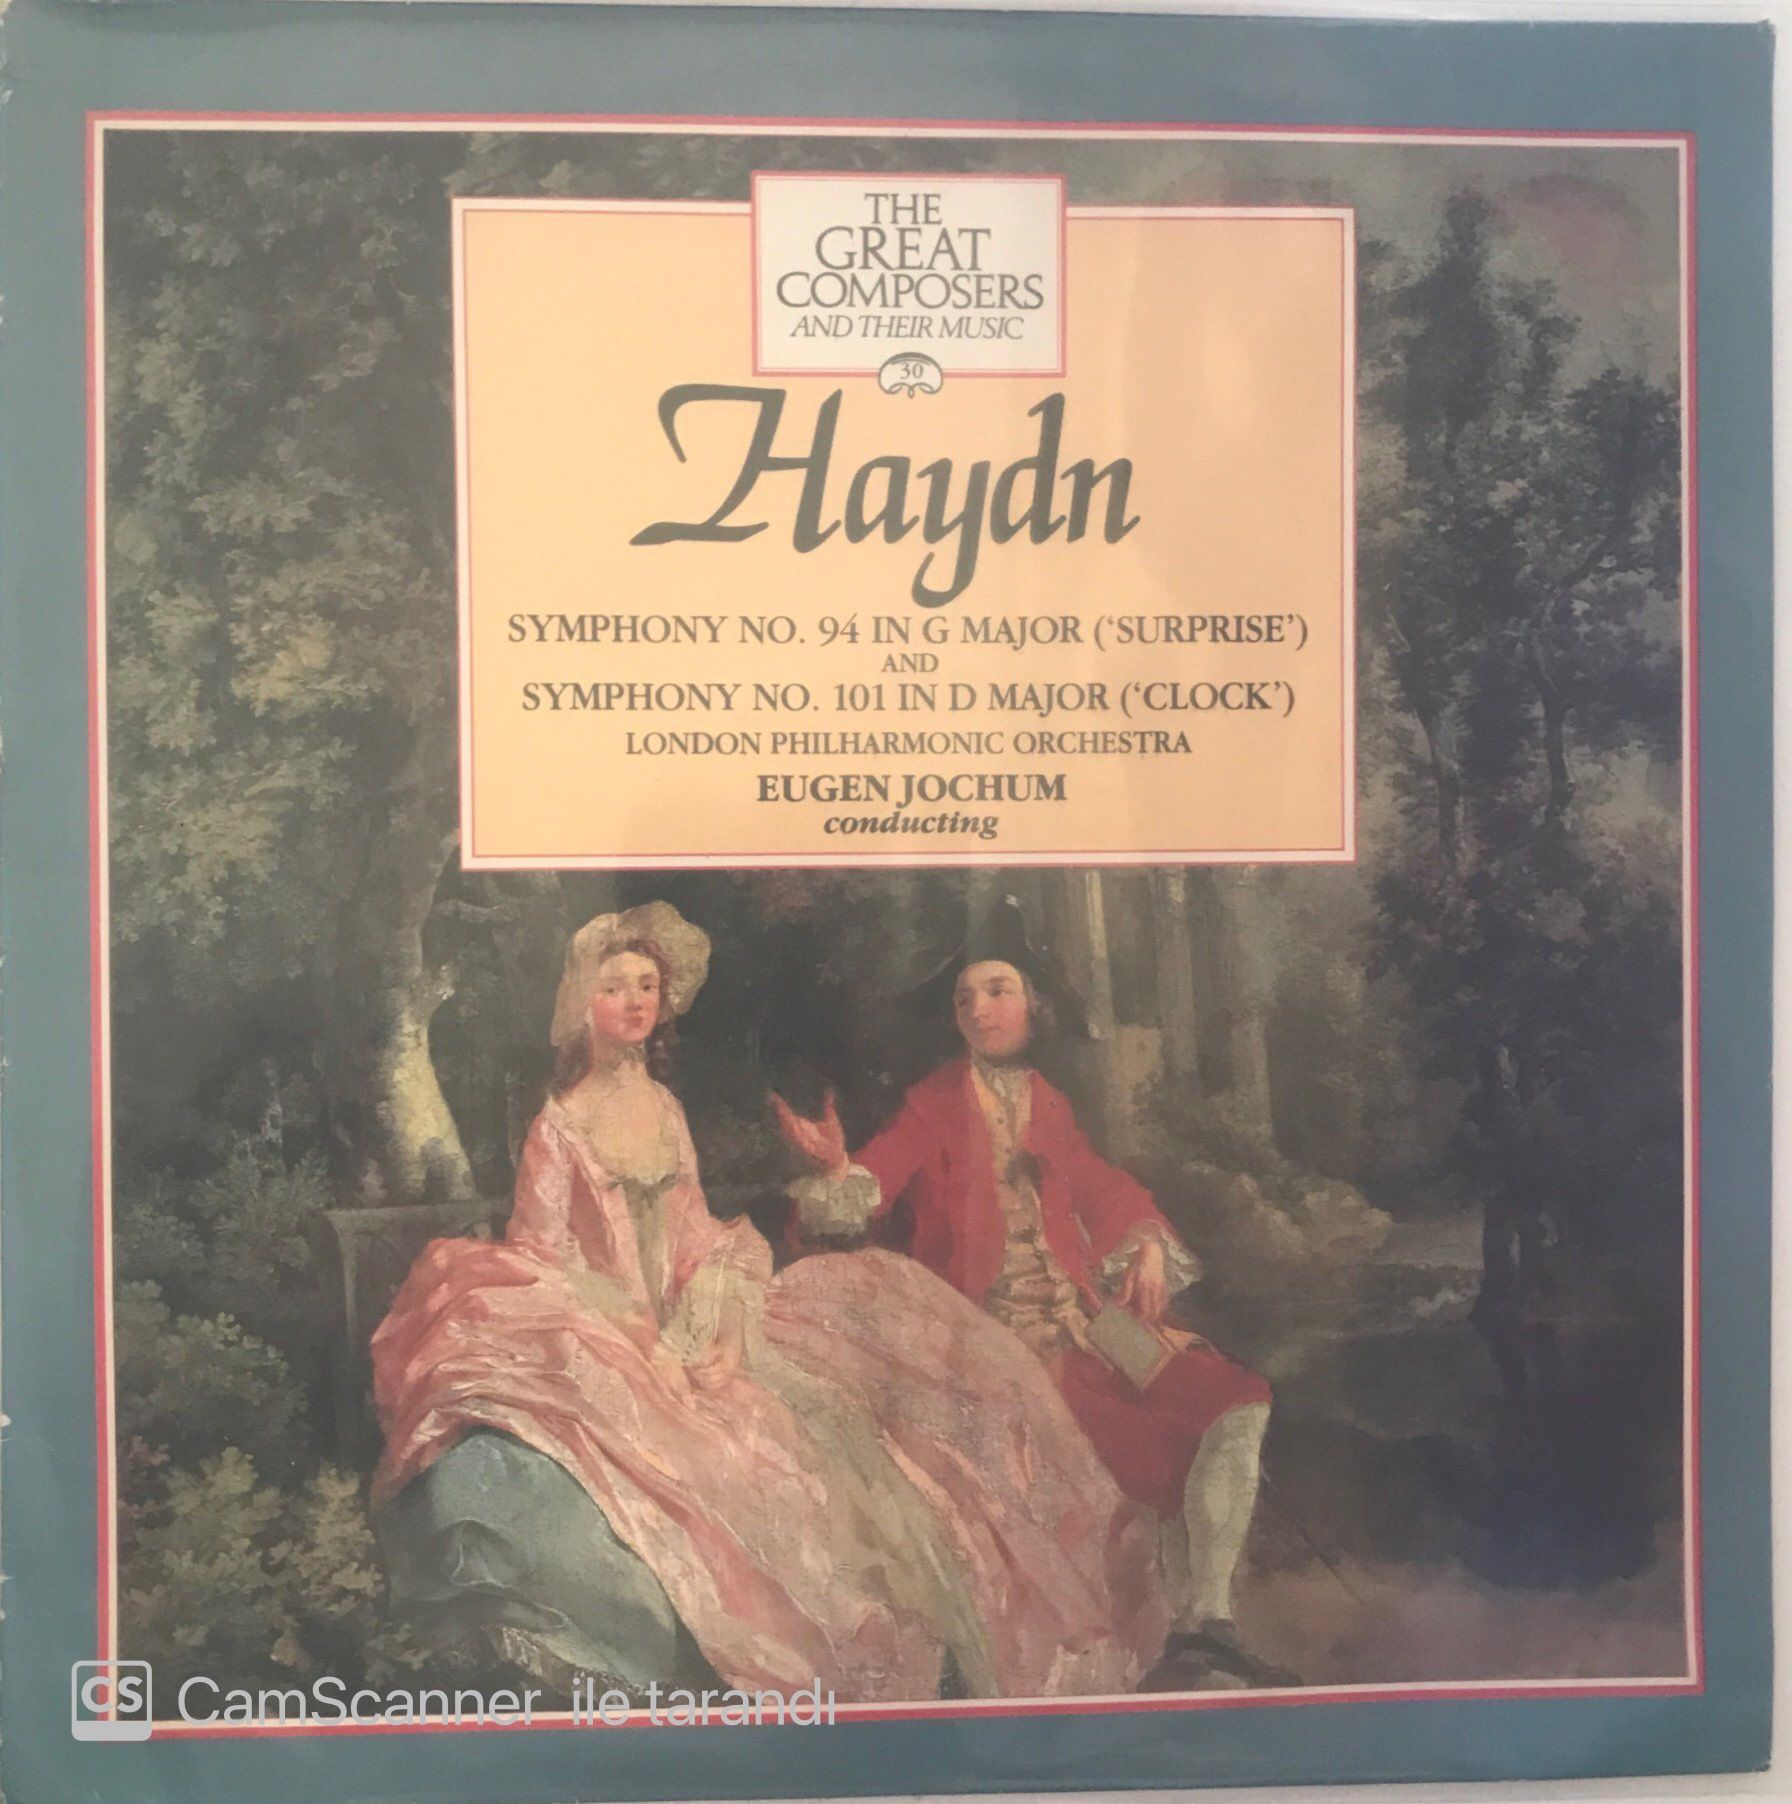 THE
GREAT
COMPOSERS
AND THEIR MUSIC
30
Haydn
SYMPHONY NO. 94 IN G MAJOR (‘SURPRISE’)
AND
SYMPHONY NO. 101 IN D MAJOR (‘CLOCK’)
LONDON PHILHARMONIC ORCHESTRA
EUGEN JOCHUM
conducting
CS CamScanner ile tarandı